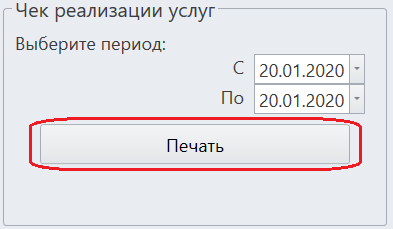 Чек реализации услуг
Выберите период:
С 20.01.2020
По 20.01.2020
Печать